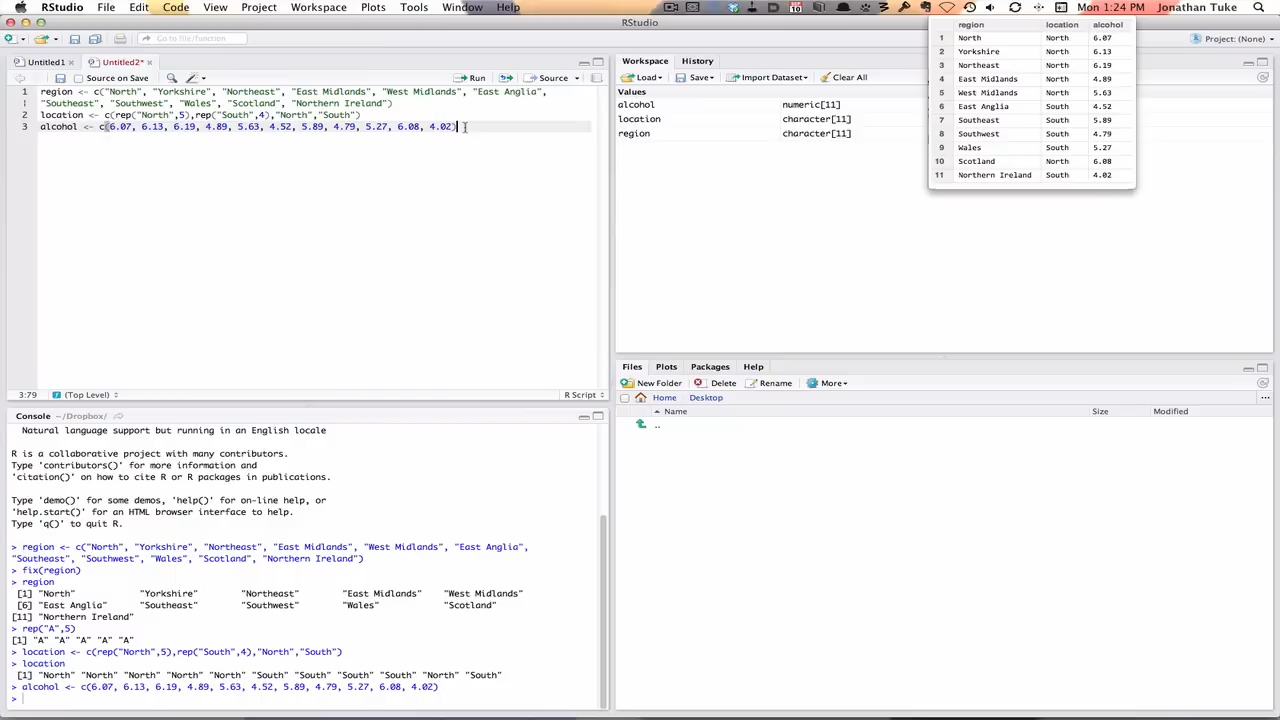 RStudio File Edit Code View Project Workspace Plots Tools Window Help Mon 1:24 PM Jonathan Tuke
RStudio
Go to file/function
Project: (None)
Untitled1 Untitled2*
Source on Save Run Source
1 region <- c("North", "Yorkshire", "Northeast", "East Midlands", "West Midlands", "East Anglia",
"Southeast", "Southwest", "Wales", "Scotland", "Northern Ireland")
2 location <- c(rep("North",5),rep("South",4),"North","South")
3 alcohol <- c(6.07, 6.13, 6.19, 4.89, 5.63, 4.52, 5.89, 4.79, 5.27, 6.08, 4.02)
3:79 (Top Level) R Script
Console ~/Dropbox/
Natural language support but running in an English locale
R is a collaborative project with many contributors.
Type 'contributors()' for more information and
'citation()' on how to cite R or R packages in publications.
Type 'demo()' for some demos, 'help()' for on-line help, or
'help.start()' for an HTML browser interface to help.
Type 'q()' to quit R.
> region <- c("North", "Yorkshire", "Northeast", "East Midlands", "West Midlands", "East Anglia",
"Southeast", "Southwest", "Wales", "Scotland", "Northern Ireland")
> fix(region)
> region
[1] "North" "Yorkshire" "Northeast" "East Midlands" "West Midlands"
[6] "East Anglia" "Southeast" "Southwest" "Wales" "Scotland"
[11] "Northern Ireland"
> rep("A",5)
[1] "A" "A" "A" "A" "A"
> location <- c(rep("North",5),rep("South",4),"North","South")
> location
[1] "North" "North" "North" "North" "North" "South" "South" "South" "South" "North" "South"
> alcohol <- c(6.07, 6.13, 6.19, 4.89, 5.63, 4.52, 5.89, 4.79, 5.27, 6.08, 4.02)
>
Workspace History
Load Save Import Dataset Clear All
Values
alcohol numeric[11]
location character[11]
region character[11]
region location alcohol
1 North North 6.07
2 Yorkshire North 6.13
3 Northeast North 6.19
4 East Midlands North 4.89
5 West Midlands North 5.63
6 East Anglia South 4.52
7 Southeast South 5.89
8 Southwest South 4.79
9 Wales South 5.27
10 Scotland North 6.08
11 Northern Ireland South 4.02
Files Plots Packages Help
New Folder Delete Rename More
Home Desktop
Name Size Modified
..